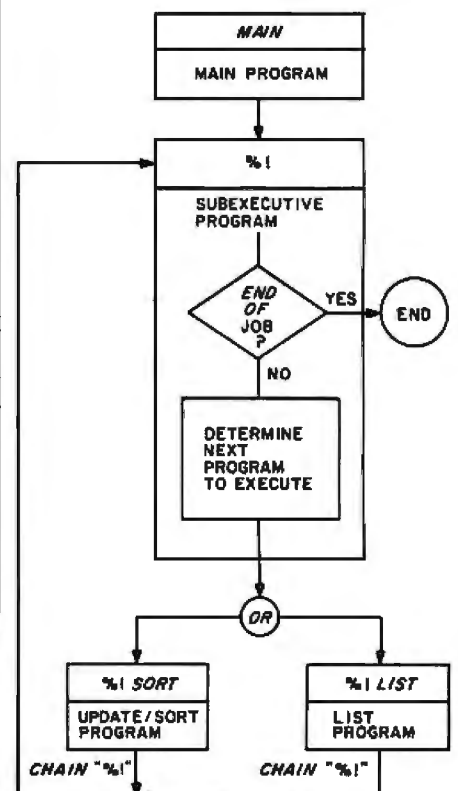 MAIN
MAIN PROGRAM
%!
SUBEXECUTIVE
PROGRAM
END
OF
JOB
?
YES
END
NO
DETERMINE
NEXT
PROGRAM
TO EXECUTE
OR
%! SORT
%! LIST
UPDATE/SORT
PROGRAM
LIST
PROGRAM
CHAIN "%!"
CHAIN "%!"